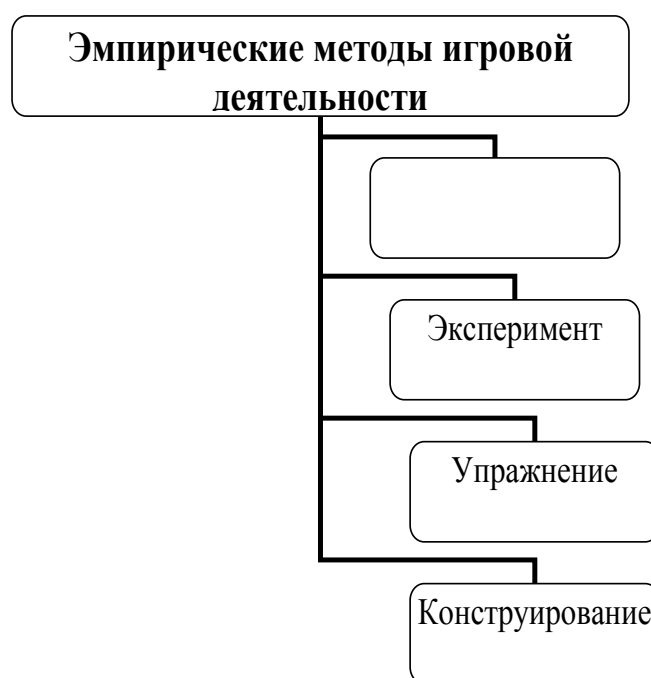 Эмпирические методы игровой
деятельности
Эксперимент
Упражнение
Конструирование